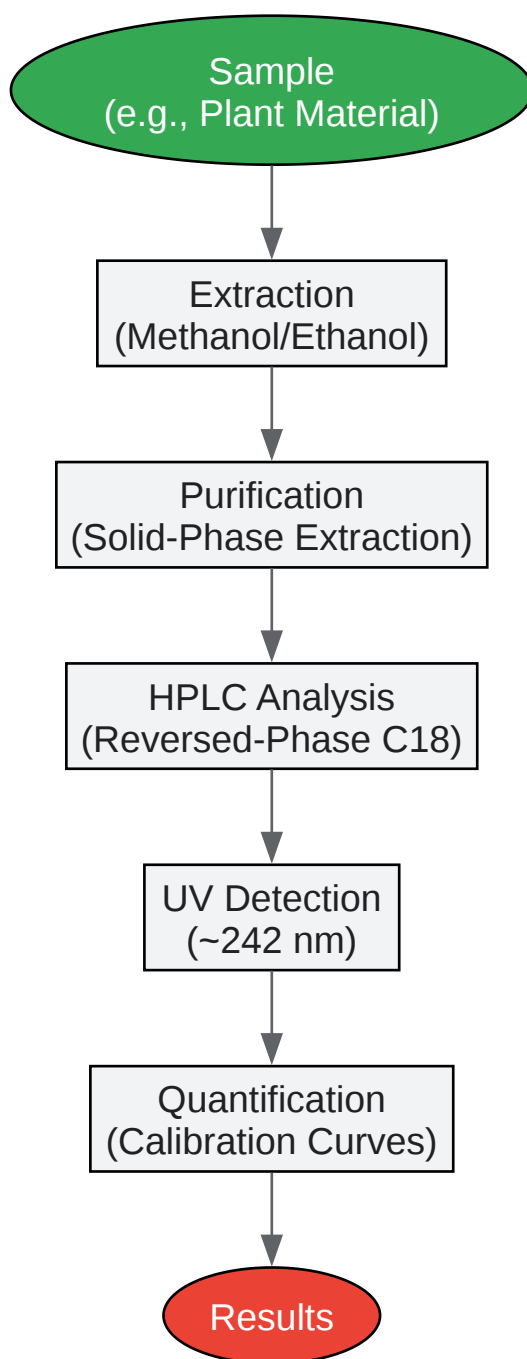 Sample
(e.g., Plant Material)
Extraction
(Methanol/Ethanol)
Purification
(Solid-Phase Extraction)
HPLC Analysis
(Reversed-Phase C18)
UV Detection
(~242 nm)
Quantification
(Calibration Curves)
Results